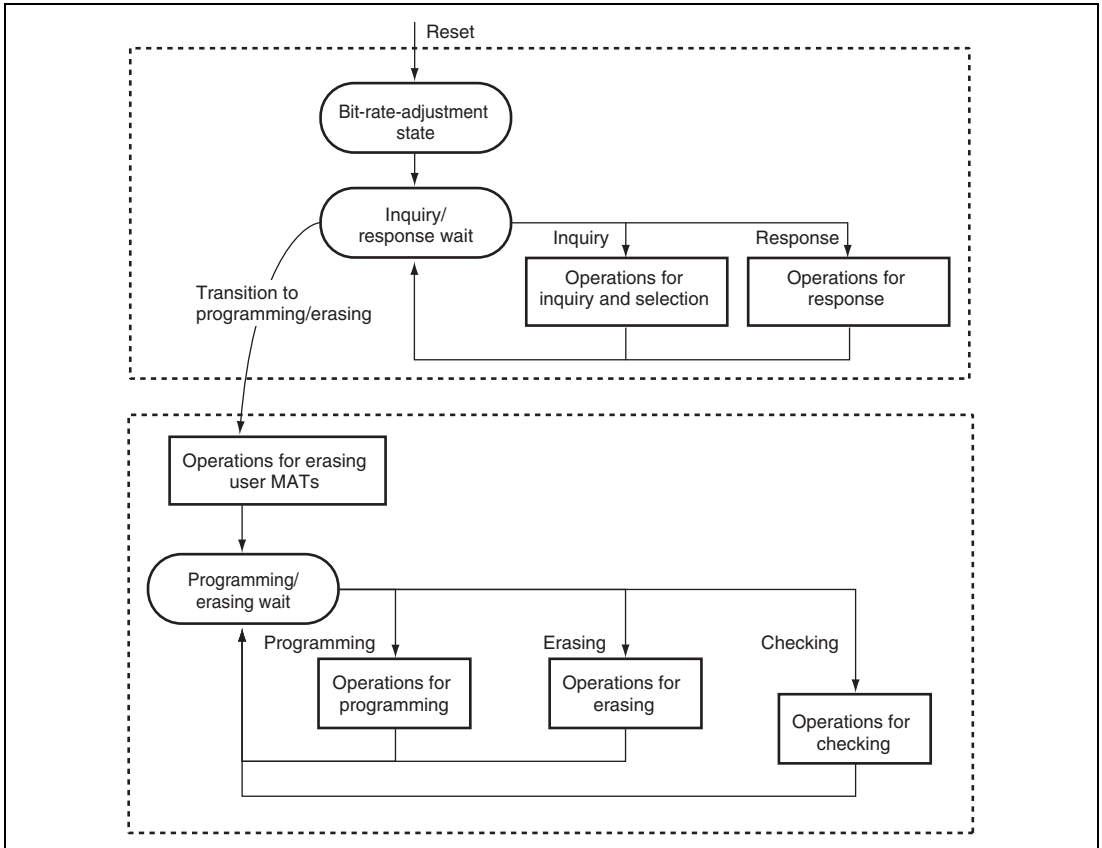 Reset
Bit-rate-adjustment
state
Inquiry/
response wait
Inquiry
Response
Operations for
inquiry and selection
Operations for
response
Transition to
programming/erasing
Operations for erasing
user MATs
Programming/
erasing wait
Programming
Erasing
Checking
Operations for
programming
Operations for
erasing
Operations for
checking